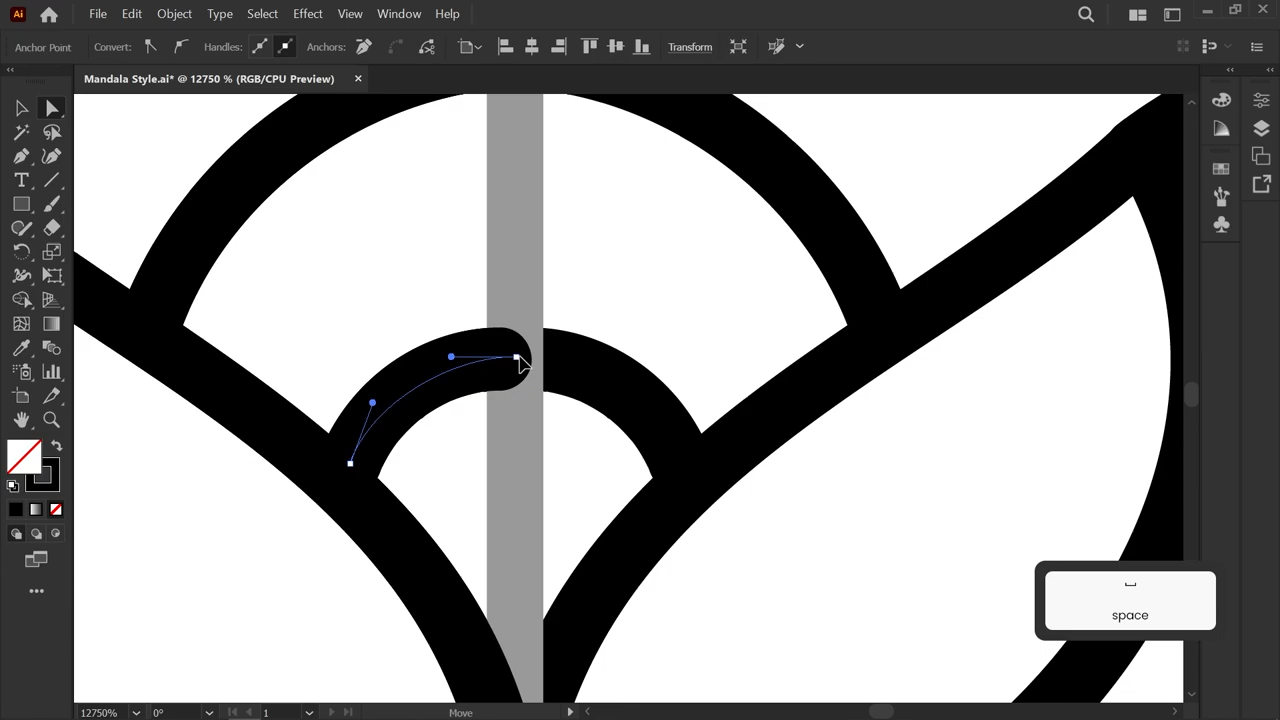 Ai File Edit Object Type Select Effect View Window Help
Anchor Point Convert: Handles: Anchors: Transform
Mandala Style.ai* @ 12750 % (RGB/CPU Preview)
space
12750% 0° 1 Move